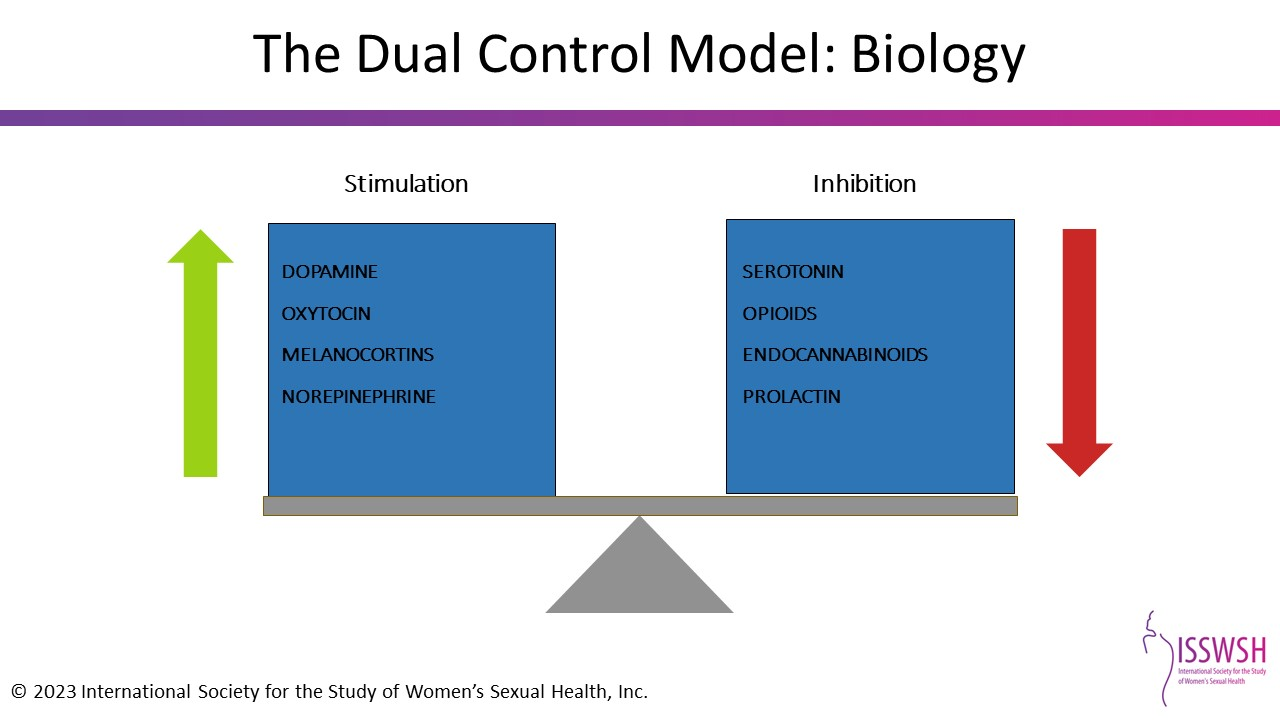 The Dual Control Model: Biology
Stimulation
Inhibition
DOPAMINE
OXYTOCIN
MELANOCORTINS
NOREPINEPHRINE
SEROTONIN
OPIOIDS
ENDOCANNABINOIDS
PROLACTIN
© 2023 International Society for the Study of Women’s Sexual Health, Inc.
ISSWSH
International Society for the Study
of Women's Sexual Health